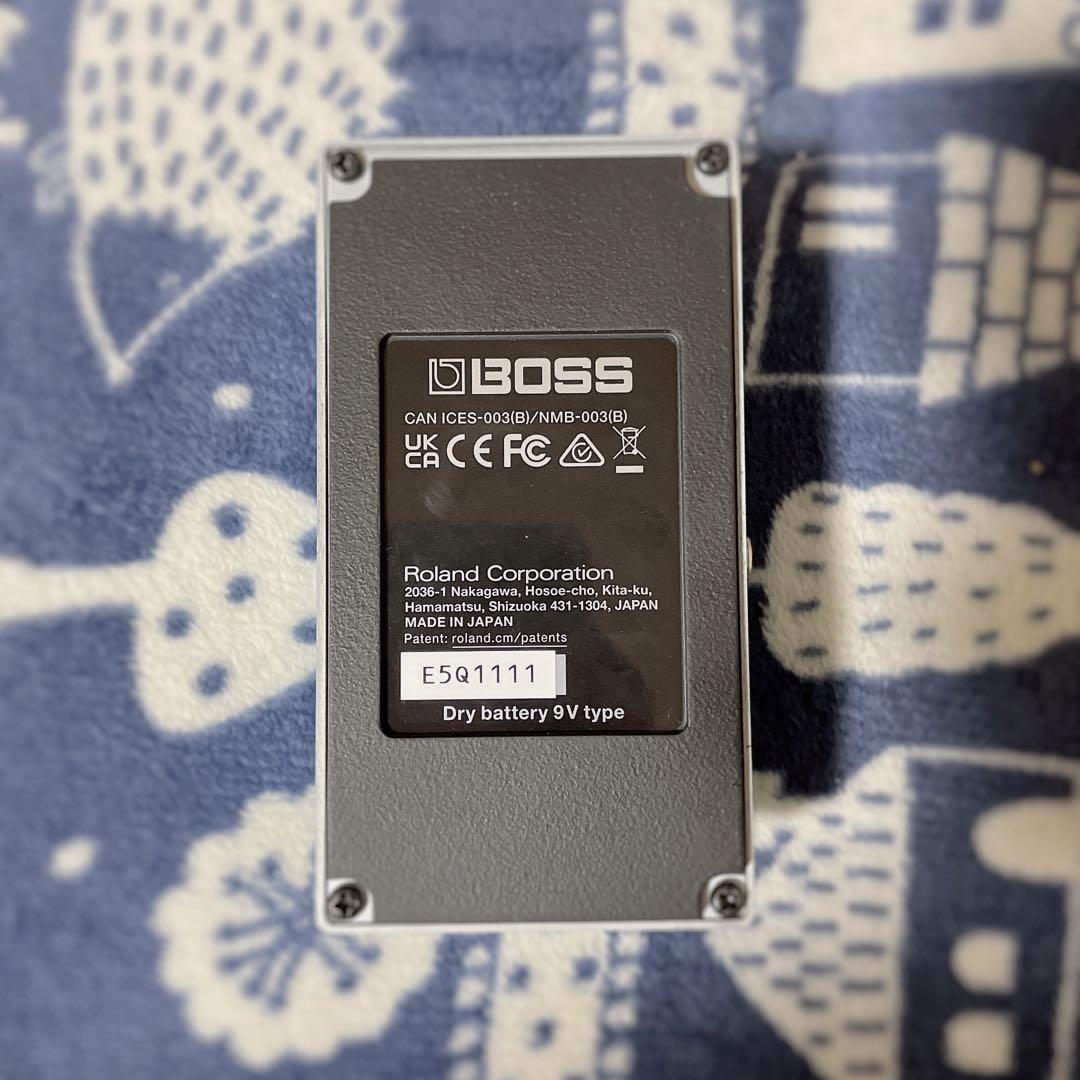 BOSS
CAN ICES-003(B)/NMB-003(B)
UK
CA CE FC
Roland Corporation
2036-1 Nakagawa, Hosoe-cho, Kita-ku,
Hamamatsu, Shizuoka 431-1304, JAPAN
MADE IN JAPAN
Patent: roland.cm/patents
E5Q1111
Dry battery 9V type